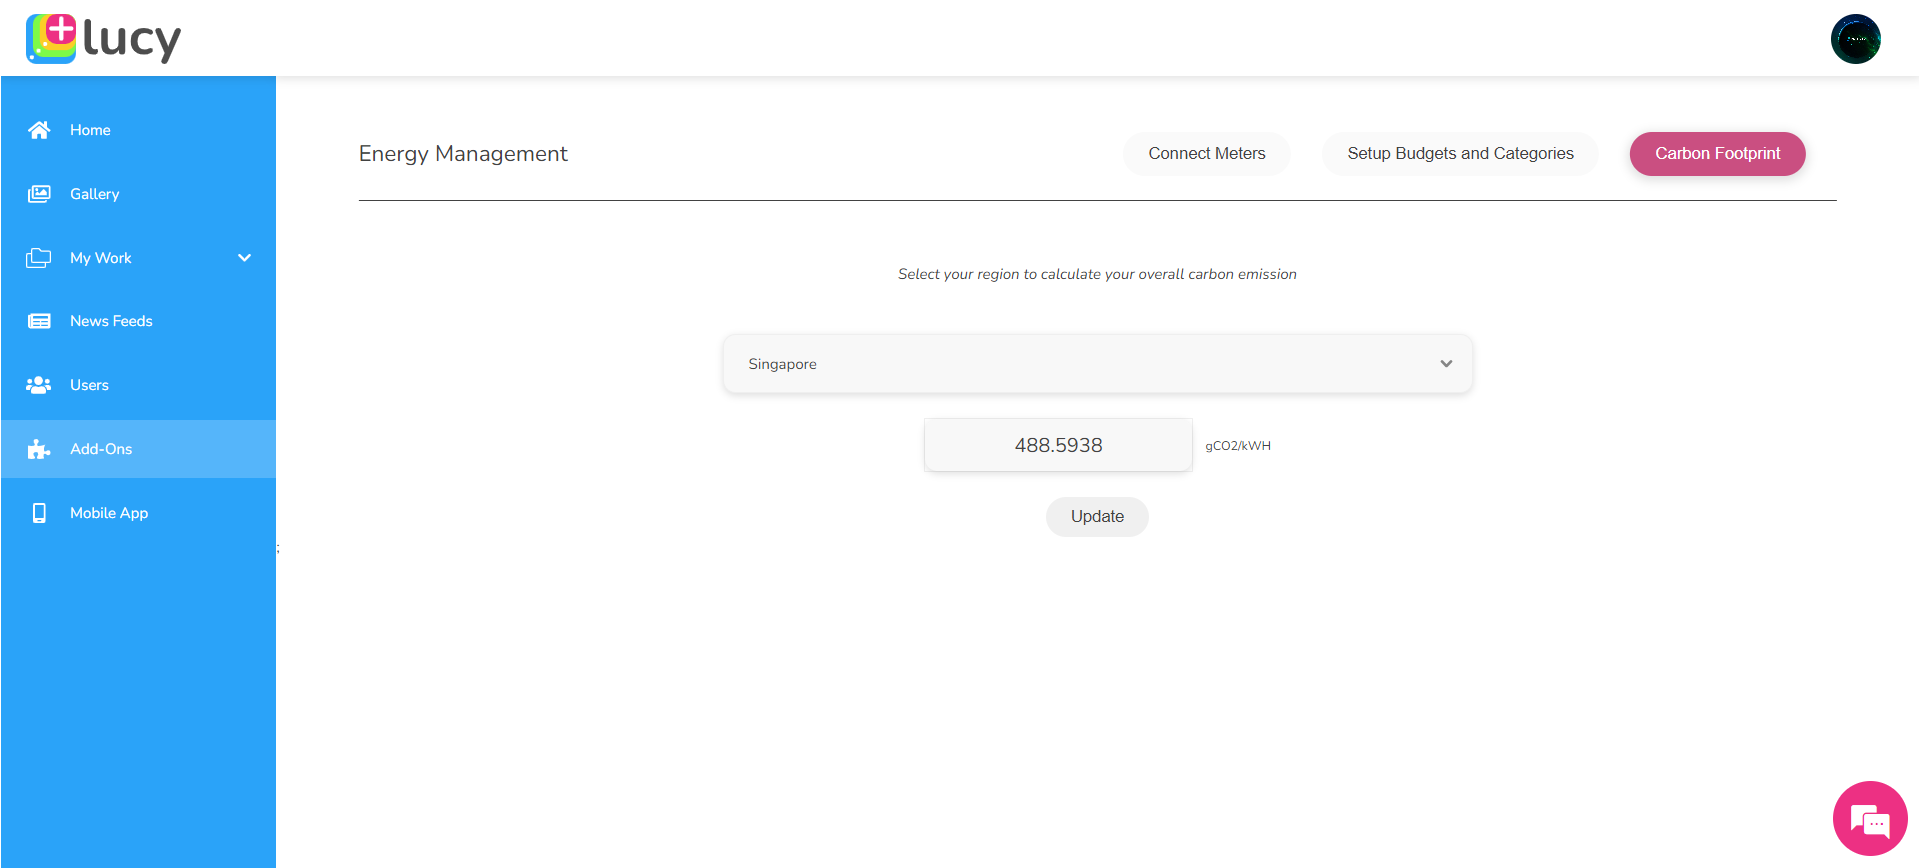 lucy
Home
Gallery
My Work
News Feeds
Users
Add-Ons
Mobile App
Energy Management
Connect Meters
Setup Budgets and Categories
Carbon Footprint
Select your region to calculate your overall carbon emission
Singapore
488.5938 gCO2/kWH
Update
;